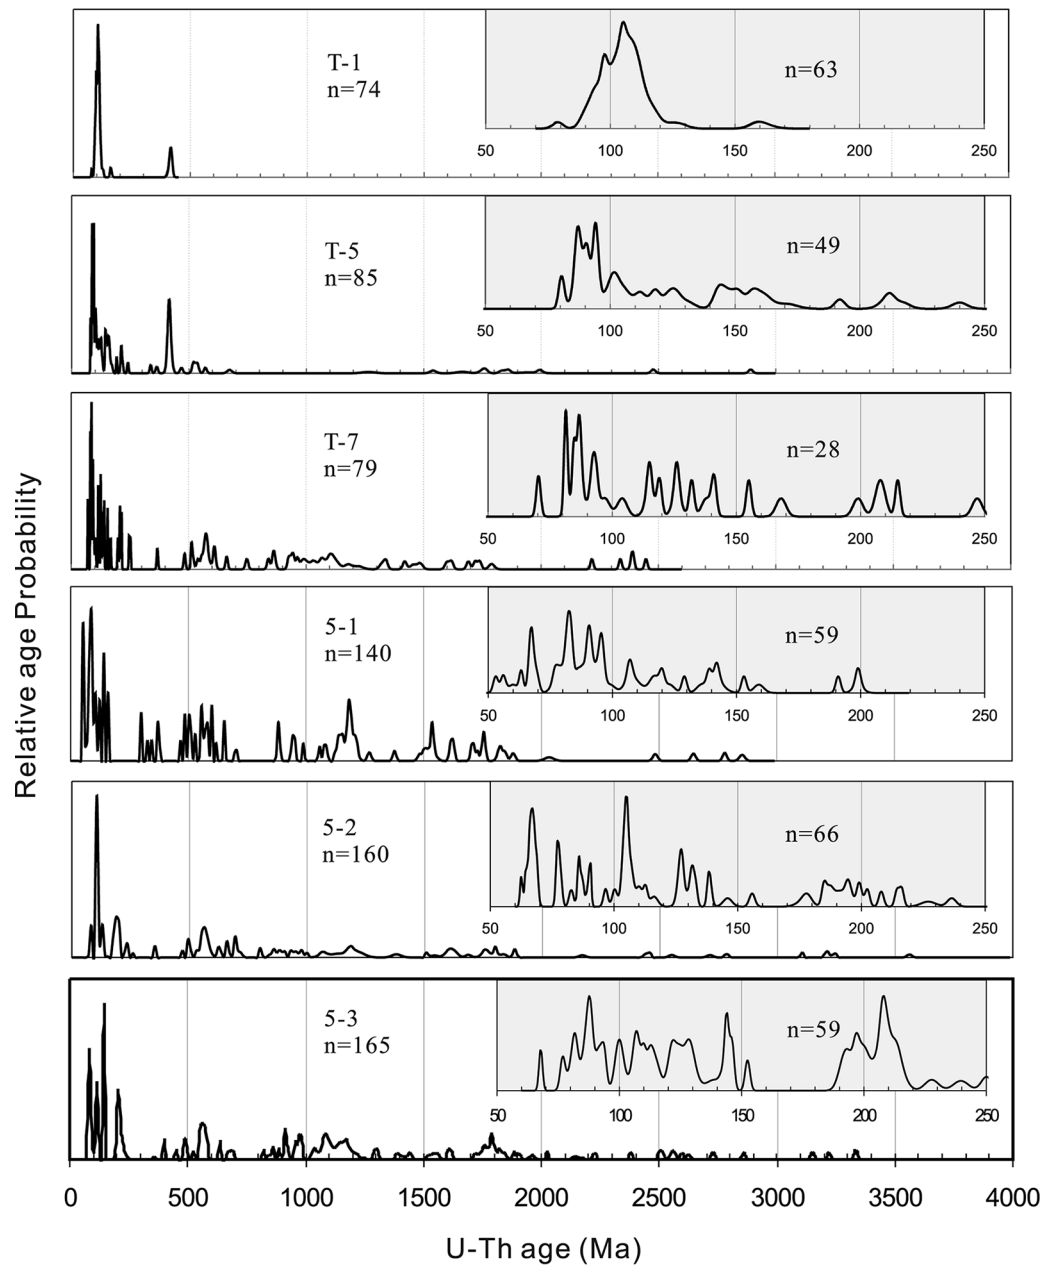 T-1
n=74
n=63
50 100 150 200 250
T-5
n=85
n=49
50 100 150 200 250
T-7
n=79
n=28
50 100 150 200 250
5-1
n=140
n=59
50 100 150 200 250
5-2
n=160
n=66
50 100 150 200 250
5-3
n=165
n=59
50 100 150 200 250
0 500 1000 1500 2000 2500 3000 3500 4000
U-Th age (Ma)
Relative age Probability